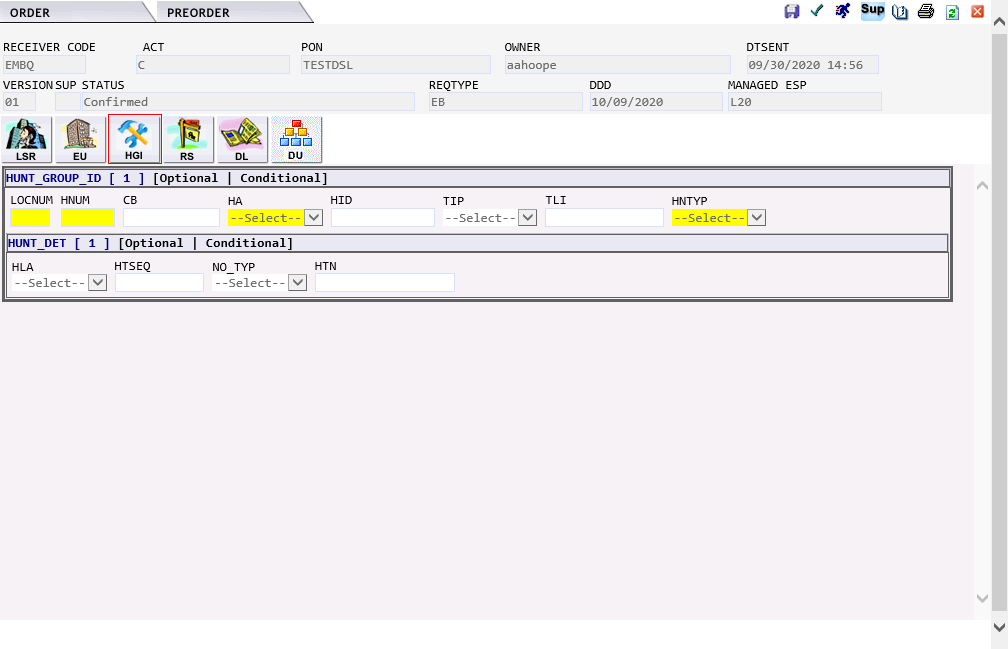 ORDER PREORDER Sup
RECEIVER CODE ACT PON OWNER DTSENT
EMBQ C TESTDSL aahoope 09/30/2020 14:56
VERSION SUP STATUS REQTYPE DDD MANAGED ESP
01 Confirmed EB 10/09/2020 L20
LSR EU HGI RS DL DU
HUNT_GROUP_ID [ 1 ] [Optional | Conditional]
LOCNUM HNUM CB HA HID TIP TLI HNTYP
--Select-- --Select-- --Select--
HUNT_DET [ 1 ] [Optional | Conditional]
HLA HTSEQ NO_TYP HTN
--Select-- --Select--